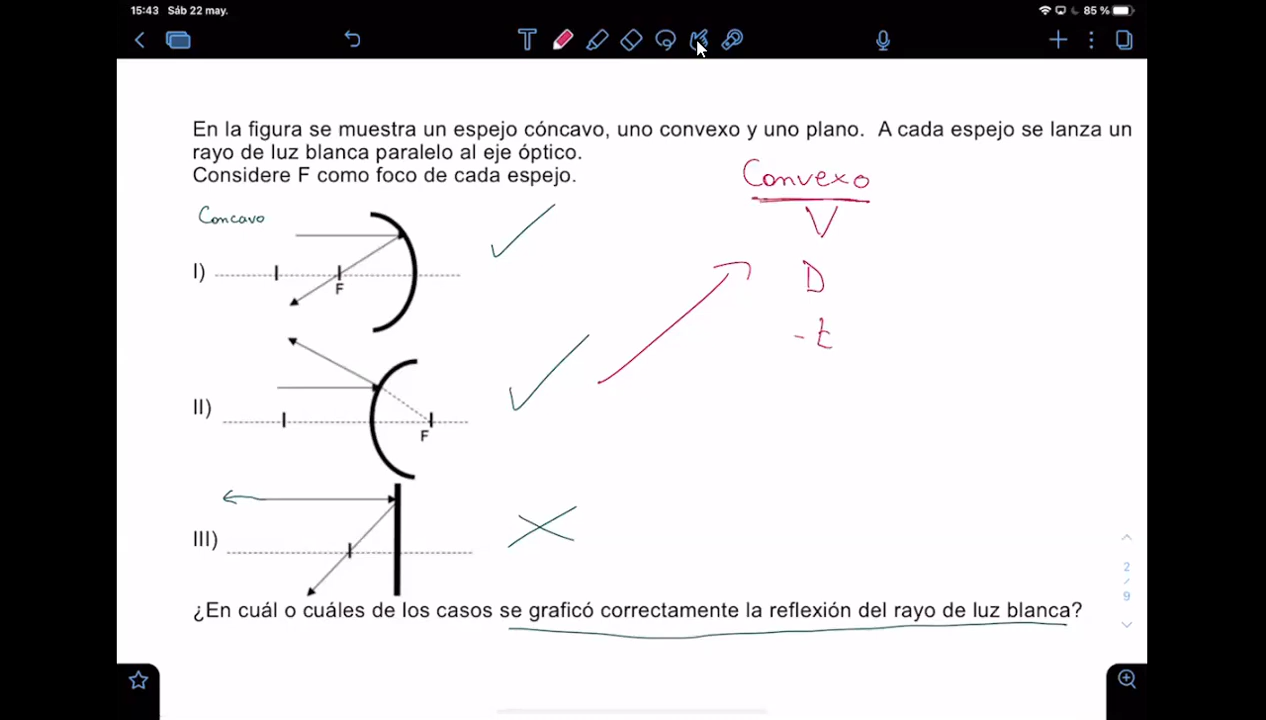 15:43 Sáb 22 may.
85 %
En la figura se muestra un espejo cóncavo, uno convexo y uno plano. A cada espejo se lanza un
rayo de luz blanca paralelo al eje óptico.
Considere F como foco de cada espejo.
Convexo
V
D
-t
Concavo
I)
F
II)
F
III)
¿En cuál o cuáles de los casos se graficó correctamente la reflexión del rayo de luz blanca?
2
/
9